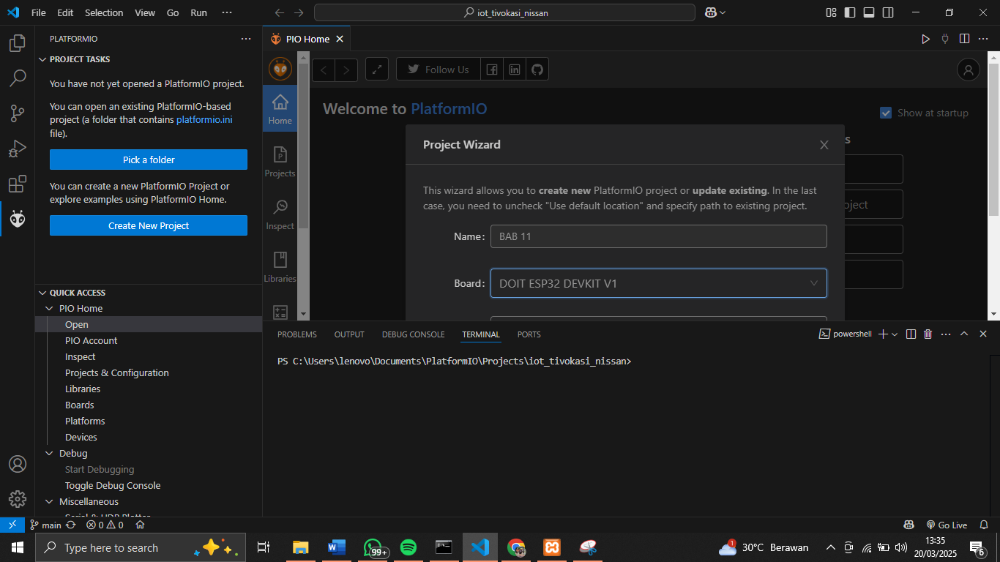 File Edit Selection View Go Run ···
iot_tivokasi_nissan
PLATFORMIO
PROJECT TASKS
You have not yet opened a PlatformIO project.
You can open an existing PlatformIO-based
project (a folder that contains platformio.ini
file).
Pick a folder
You can create a new PlatformIO Project or
explore examples using PlatformIO Home.
Create New Project
QUICK ACCESS
PIO Home
Open
PIO Account
Inspect
Projects & Configuration
Libraries
Boards
Platforms
Devices
Debug
Start Debugging
Toggle Debug Console
Miscellaneous
Serial & UDP Plotter
PIO Home
Follow Us
Home
Projects
Inspect
Libraries
Welcome to PlatformIO
Show at startup
s
oject
Project Wizard
This wizard allows you to create new PlatformIO project or update existing. In the last
case, you need to uncheck "Use default location" and specify path to existing project.
Name: BAB 11
Board: DOIT ESP32 DEVKIT V1
PROBLEMS OUTPUT DEBUG CONSOLE TERMINAL PORTS
powershell
PS C:\Users\lenovo\Documents\PlatformIO\Projects\iot_tivokasi_nissan>
main 0 0
Go Live
Type here to search
99+
1
30°C Berawan
13:35
20/03/2025
6